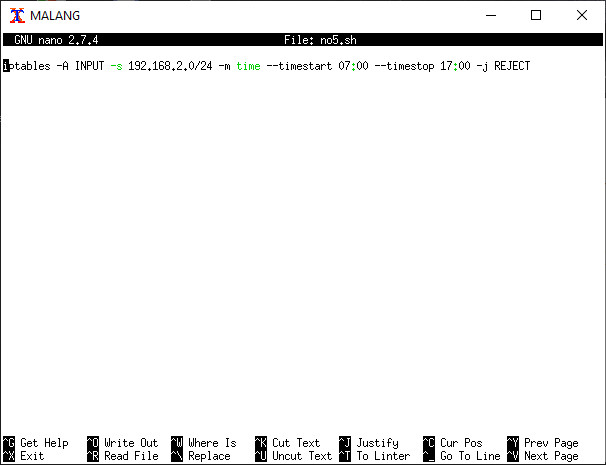 MALANG
GNU nano 2.7.4 File: no5.sh
iptables -A INPUT -s 192.168.2.0/24 -m time --timestart 07:00 --timestop 17:00 -j REJECT
^G Get Help ^O Write Out ^W Where Is ^K Cut Text ^J Justify ^C Cur Pos ^Y Prev Page
^X Exit ^R Read File ^\ Replace ^U Uncut Text ^T To Linter ^_ Go To Line ^V Next Page